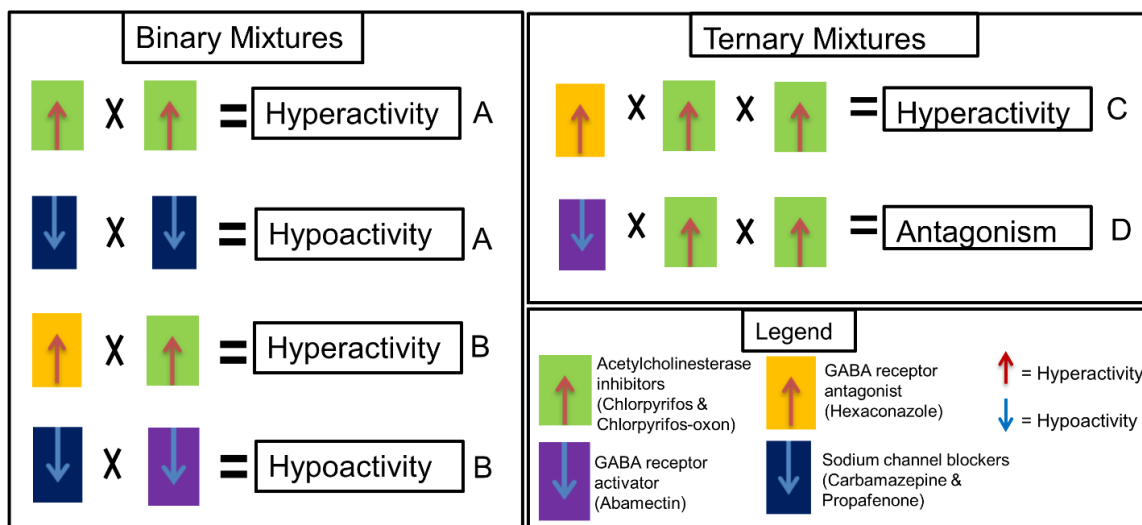 Binary Mixtures
X = Hyperactivity A
X = Hypoactivity A
X = Hyperactivity B
X = Hypoactivity B
Ternary Mixtures
X X = Hyperactivity C
X X = Antagonism D
Legend
Acetylcholinesterase
inhibitors
(Chlorpyrifos &
Chlorpyrifos-oxon)
GABA receptor
activator
(Abamectin)
GABA receptor
antagonist
(Hexaconazole)
Sodium channel blockers
(Carbamazepine &
Propafenone)
= Hyperactivity
= Hypoactivity